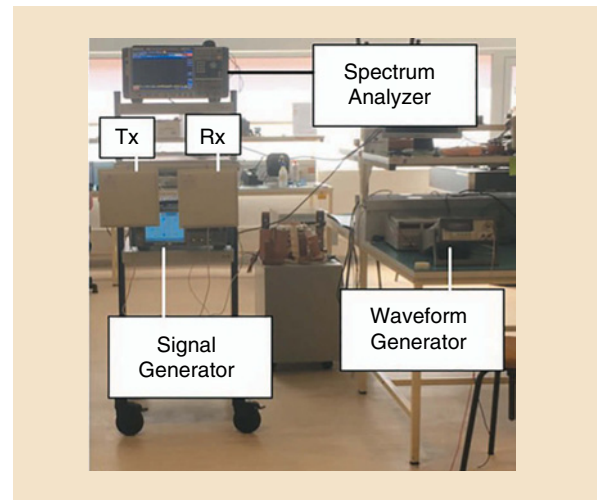 Spectrum
Analyzer
Tx
Rx
Signal
Generator
Waveform
Generator